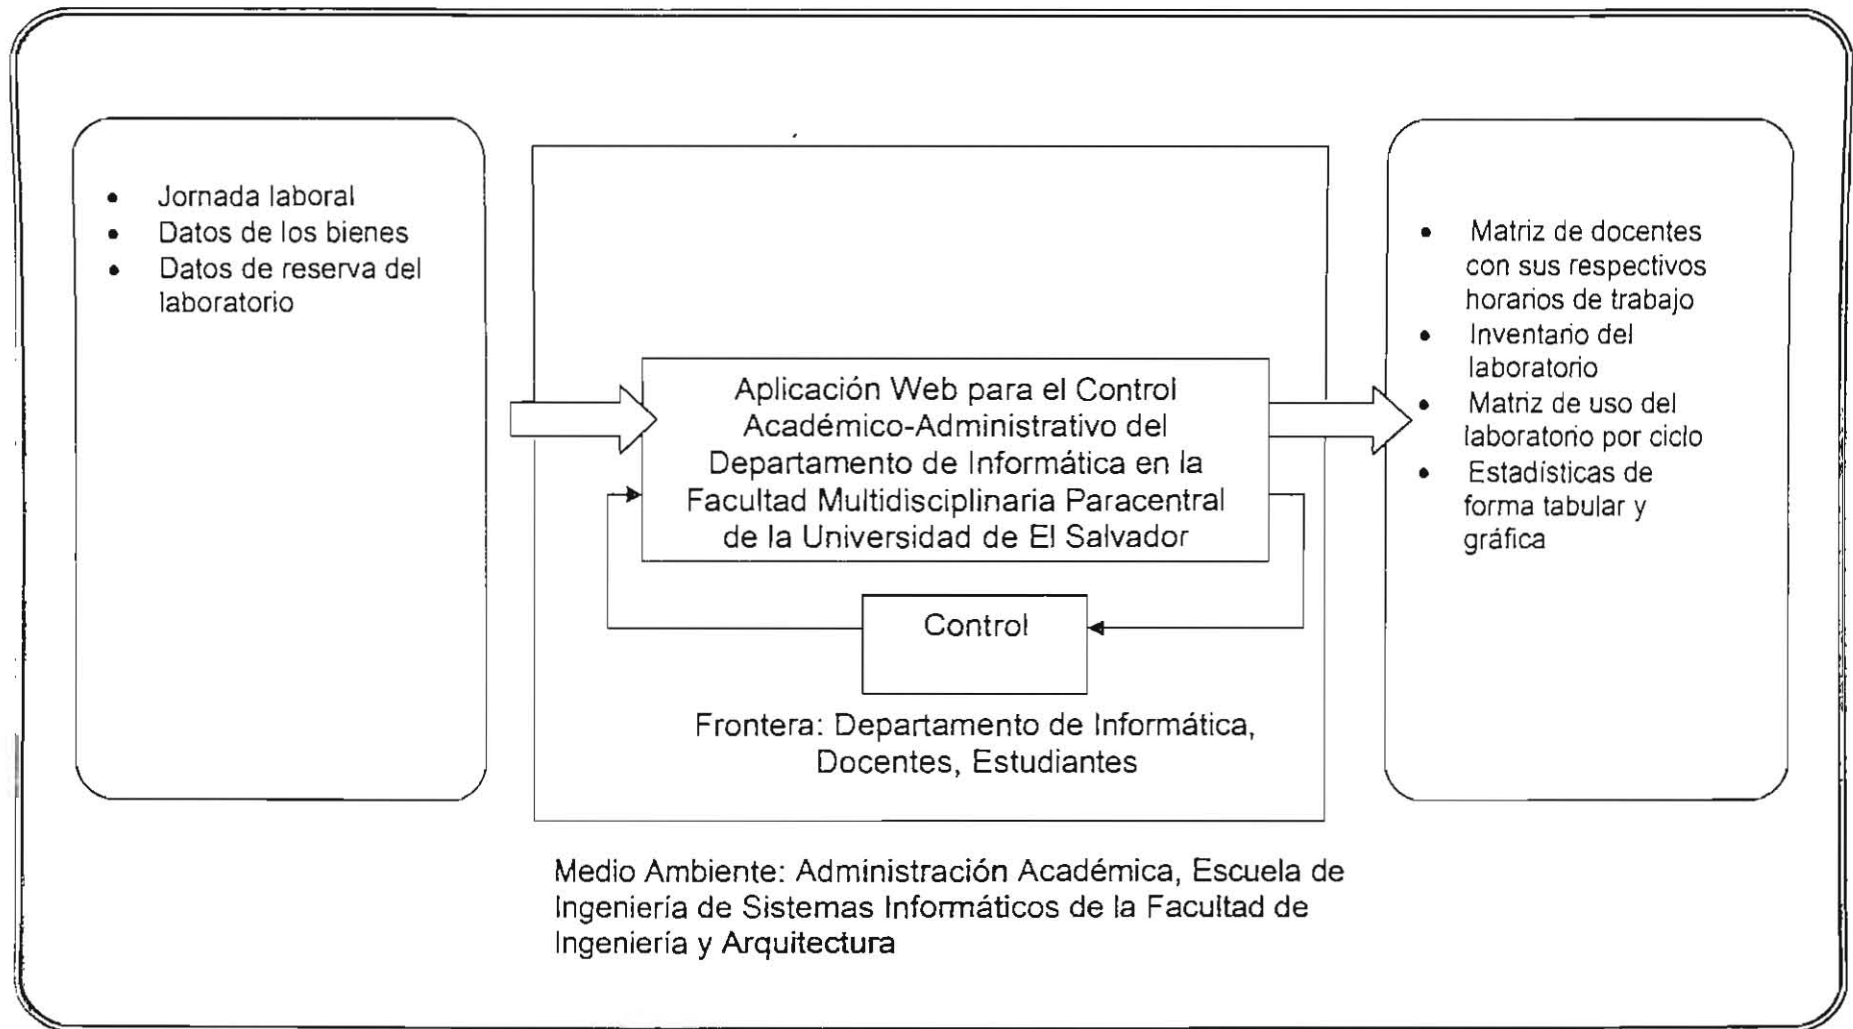 • Jornada laboral
• Datos de los bienes
• Datos de reserva del
laboratorio
Aplicación Web para el Control
Académico-Administrativo del
Departamento de Informática en la
Facultad Multidisciplinaria Paracentral
de la Universidad de El Salvador
Control
Frontera: Departamento de Informática,
Docentes, Estudiantes
• Matriz de docentes
con sus respectivos
horarios de trabajo
• Inventario del
laboratorio
• Matriz de uso del
laboratorio por ciclo
• Estadísticas de
forma tabular y
gráfica
Medio Ambiente: Administración Académica, Escuela de
Ingeniería de Sistemas Informáticos de la Facultad de
Ingeniería y Arquitectura